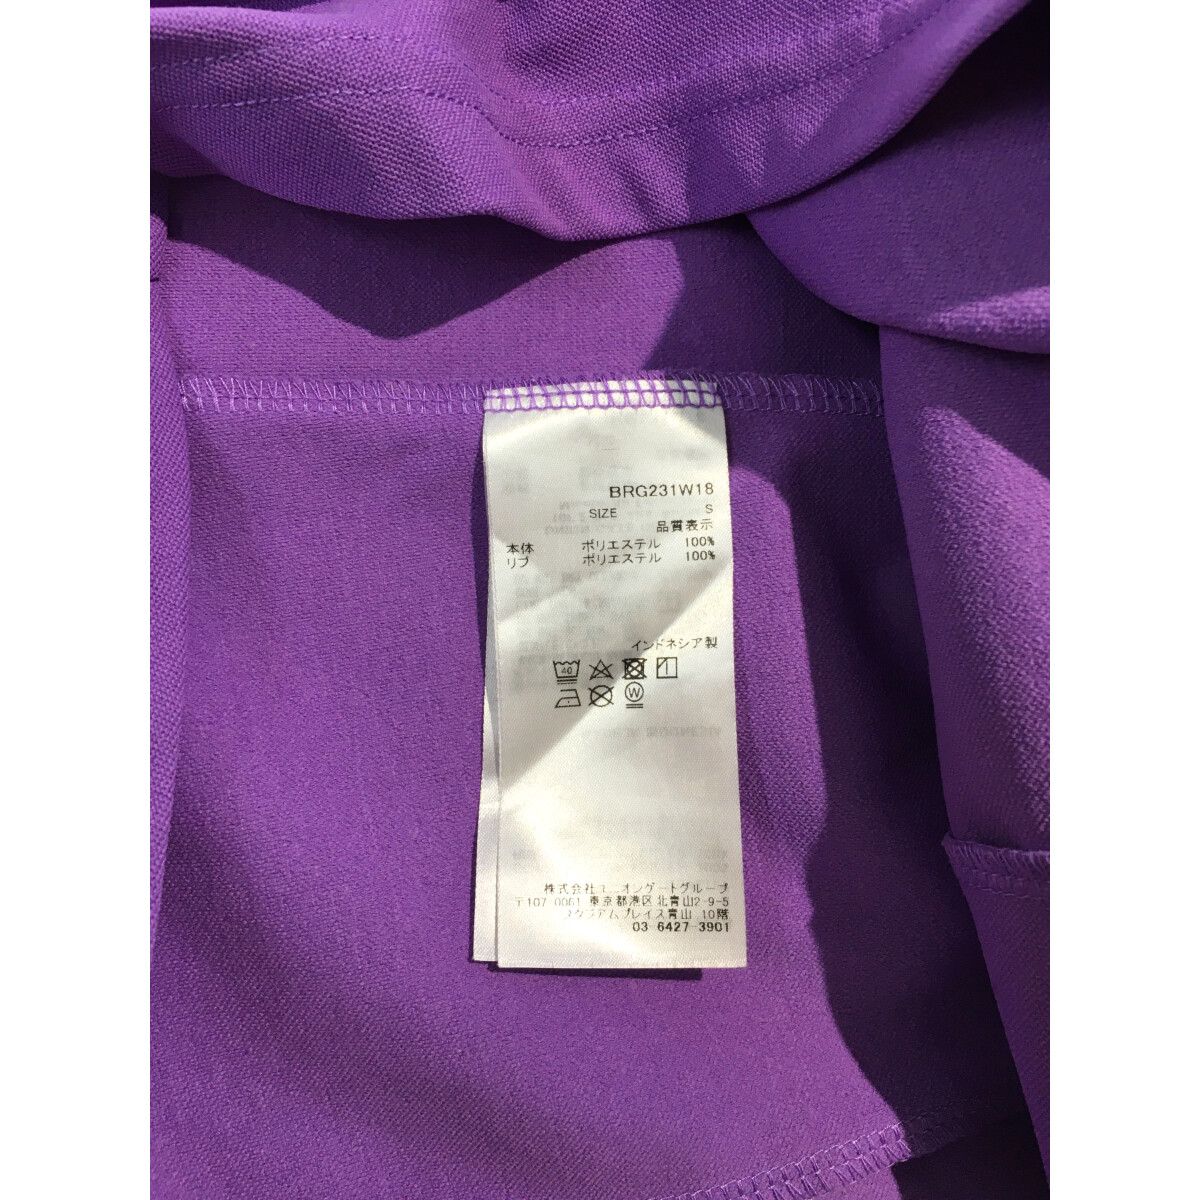 BRG231W18
SIZE S
品質表示
本体 ポリエステル 100%
リブ ポリエステル 100%
インドネシア製
40
W
株式会社ユニオンゲートグループ
〒107-0061 東京都港区北青山2-9-5
スタジアムプレイス青山 10階
03-6427-3901